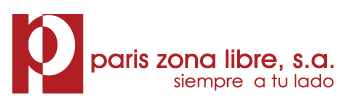 p
paris zona libre, s.a.
siempre a tu lado